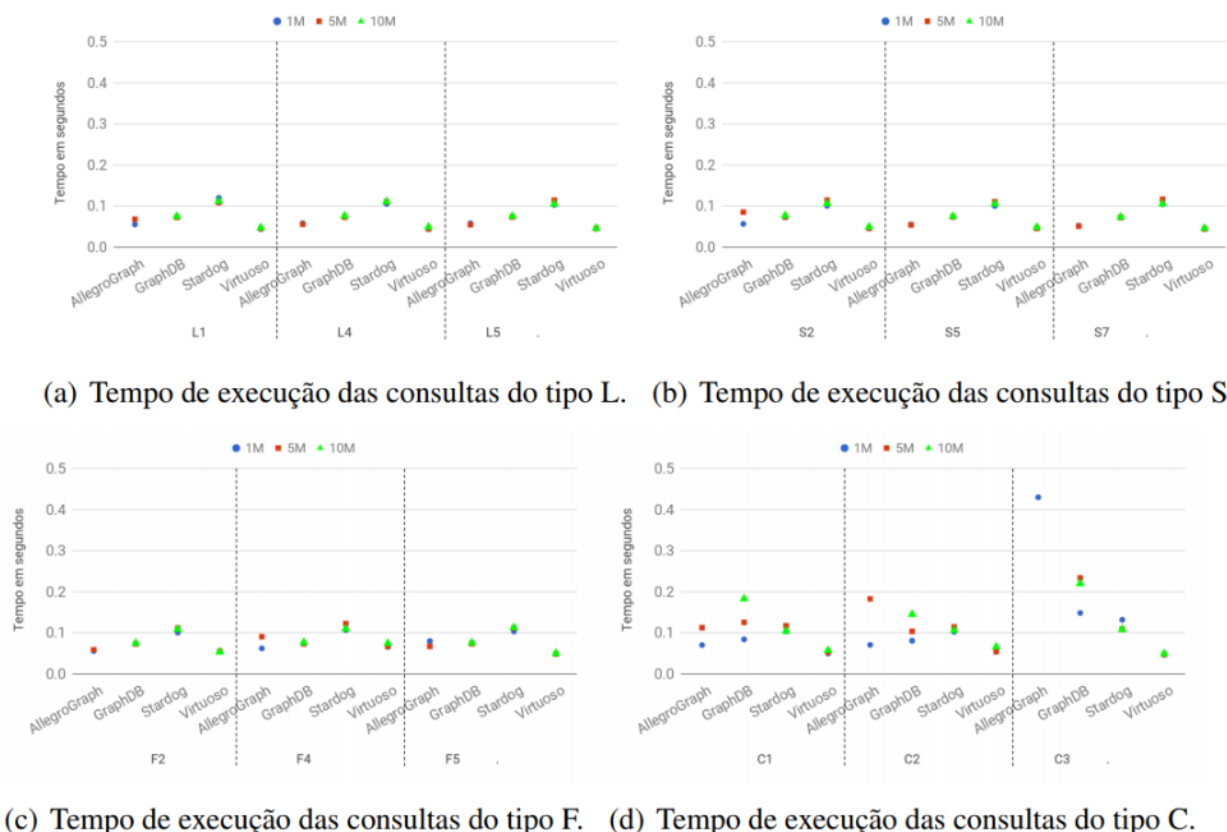 1M 5M 10M
0.5
0.4
0.3
0.2
0.1
0.0
Tempo em segundos
AllegroGraph GraphDB Stardog Virtuoso AllegroGraph GraphDB Stardog Virtuoso AllegroGraph GraphDB Stardog Virtuoso
L1 L4 L5 .
(a) Tempo de execução das consultas do tipo L.
1M 5M 10M
0.5
0.4
0.3
0.2
0.1
0.0
Tempo em segundos
AllegroGraph GraphDB Stardog Virtuoso AllegroGraph GraphDB Stardog Virtuoso AllegroGraph GraphDB Stardog Virtuoso
S2 S5 S7 .
(b) Tempo de execução das consultas do tipo S
1M 5M 10M
0.5
0.4
0.3
0.2
0.1
0.0
Tempo em segundos
AllegroGraph GraphDB Stardog Virtuoso AllegroGraph GraphDB Stardog Virtuoso AllegroGraph GraphDB Stardog Virtuoso
F2 F4 F5 .
(c) Tempo de execução das consultas do tipo F.
1M 5M 10M
0.5
0.4
0.3
0.2
0.1
0.0
Tempo em segundos
AllegroGraph GraphDB Stardog Virtuoso AllegroGraph GraphDB Stardog Virtuoso AllegroGraph GraphDB Stardog Virtuoso
C1 C2 C3 .
(d) Tempo de execução das consultas do tipo C.